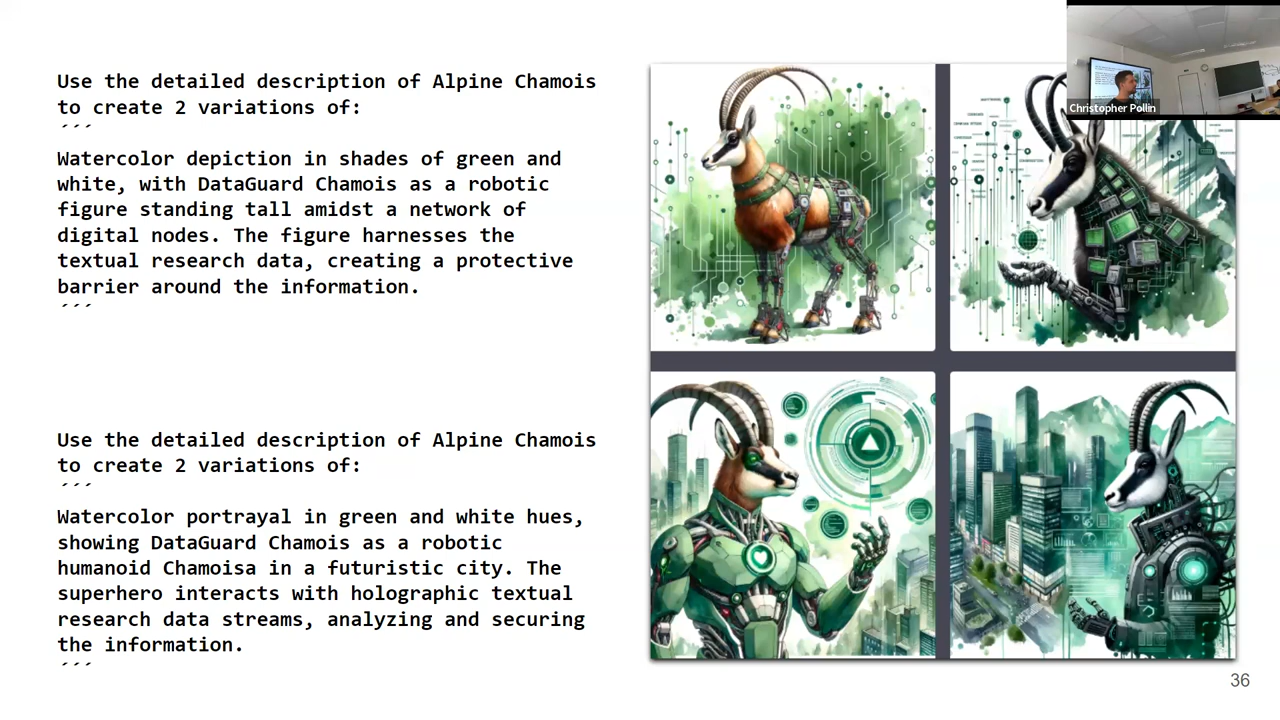 Use the detailed description of Alpine Chamois
to create 2 variations of:
´´´
Watercolor depiction in shades of green and
white, with DataGuard Chamois as a robotic
figure standing tall amidst a network of
digital nodes. The figure harnesses the
textual research data, creating a protective
barrier around the information.
´´´
Use the detailed description of Alpine Chamois
to create 2 variations of:
´´´
Watercolor portrayal in green and white hues,
showing DataGuard Chamois as a robotic
humanoid Chamoisa in a futuristic city. The
superhero interacts with holographic textual
research data streams, analyzing and securing
the information.
´´´
Christopher Pollin
36